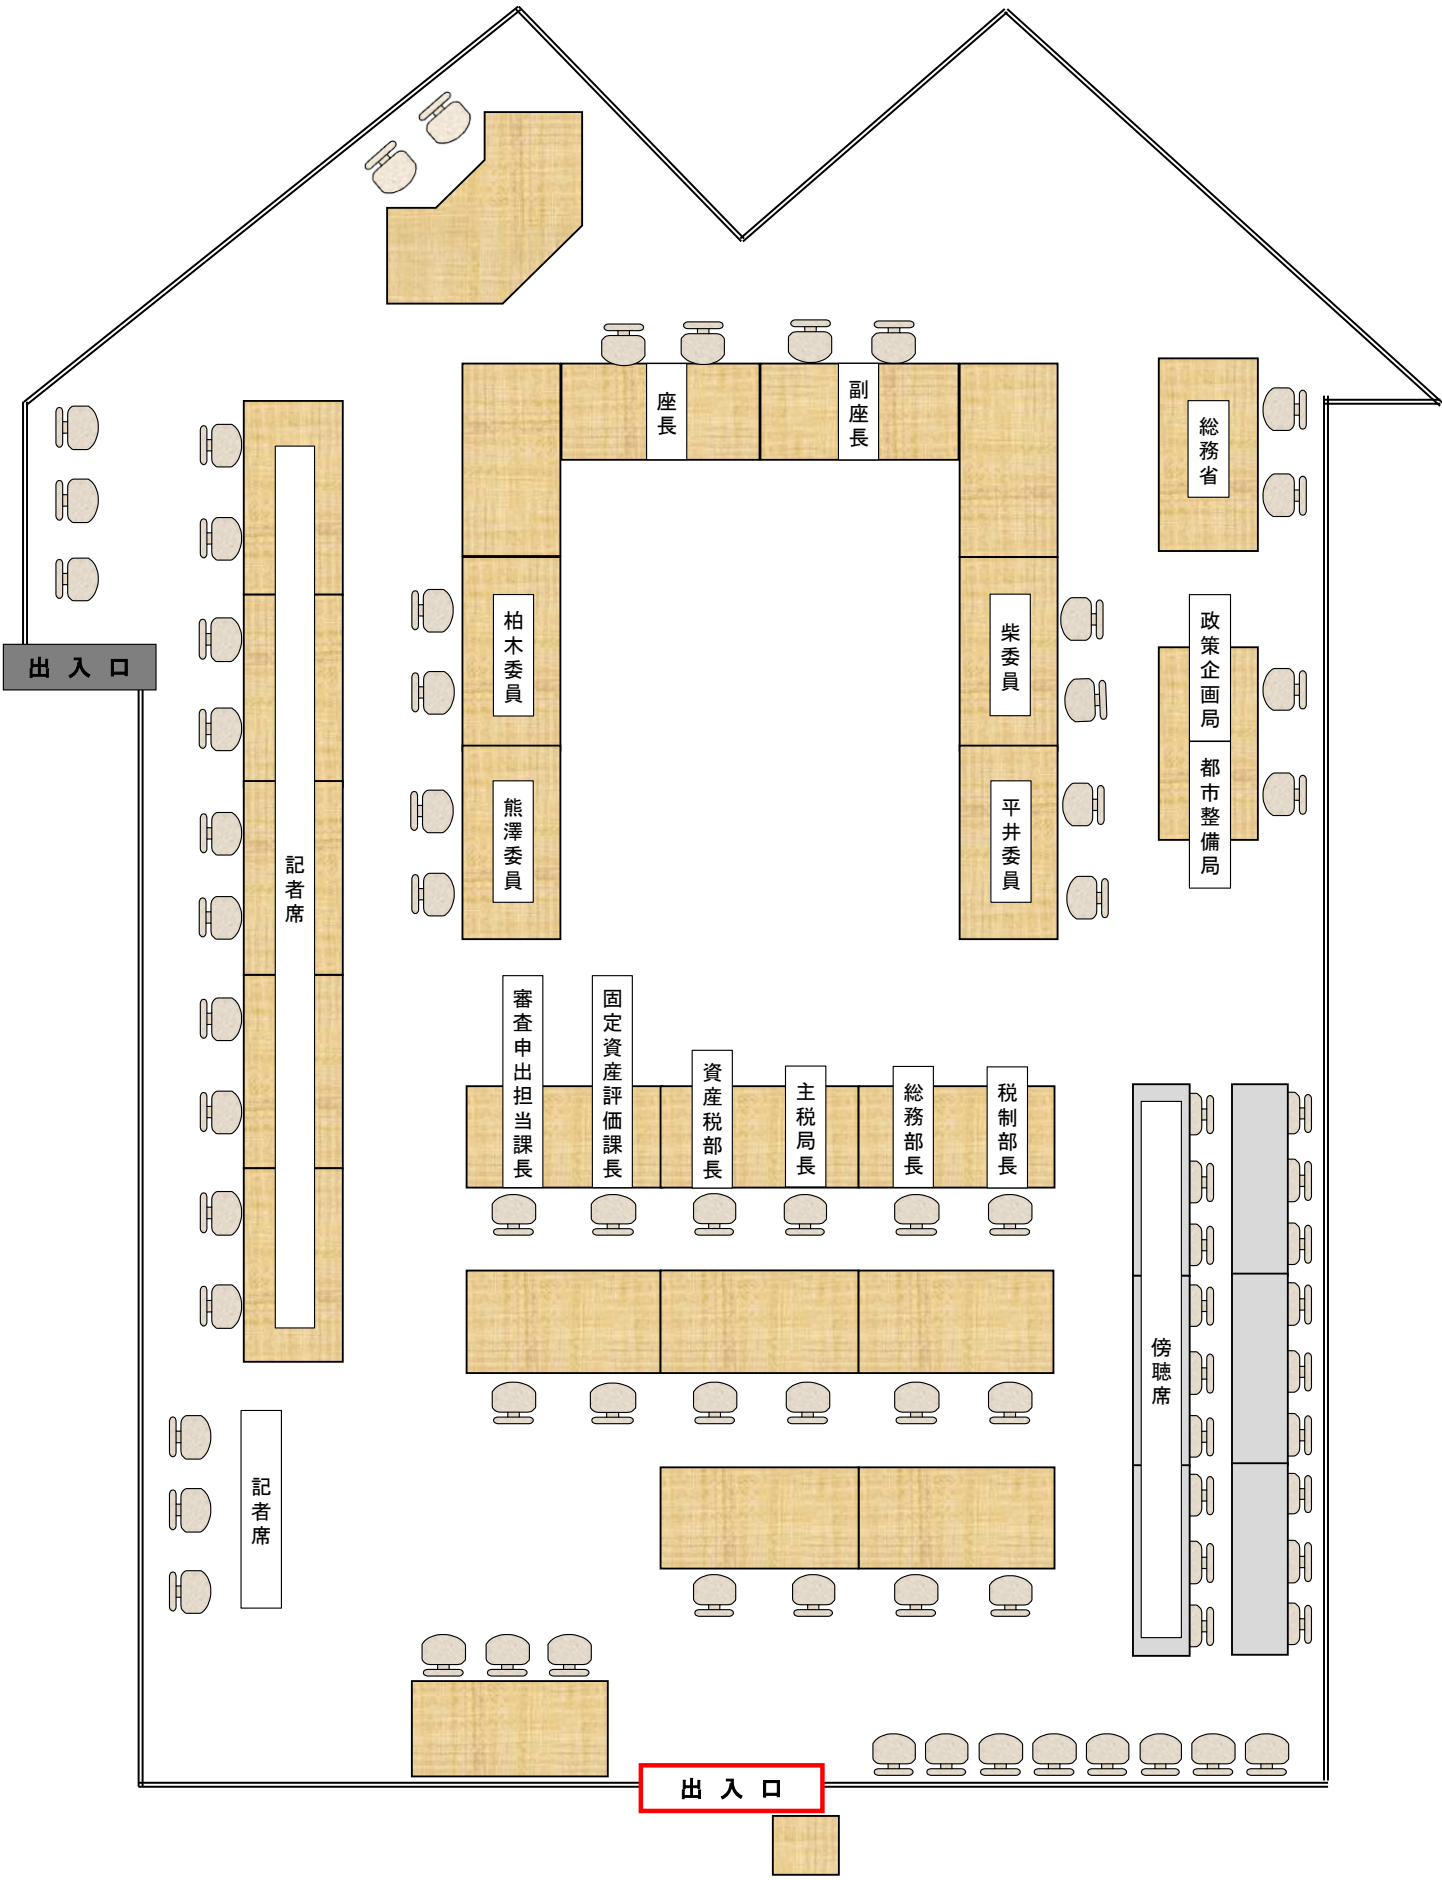 座長
副座長
総務省
柏木委員
柴委員
政策企画局
出入口
都市整備局
熊澤委員
平井委員
記者席
審査申出担当課長
固定資産評価課長
資産税部長
主税局長
総務部長
税制部長
傍聴席
記者席
出入口